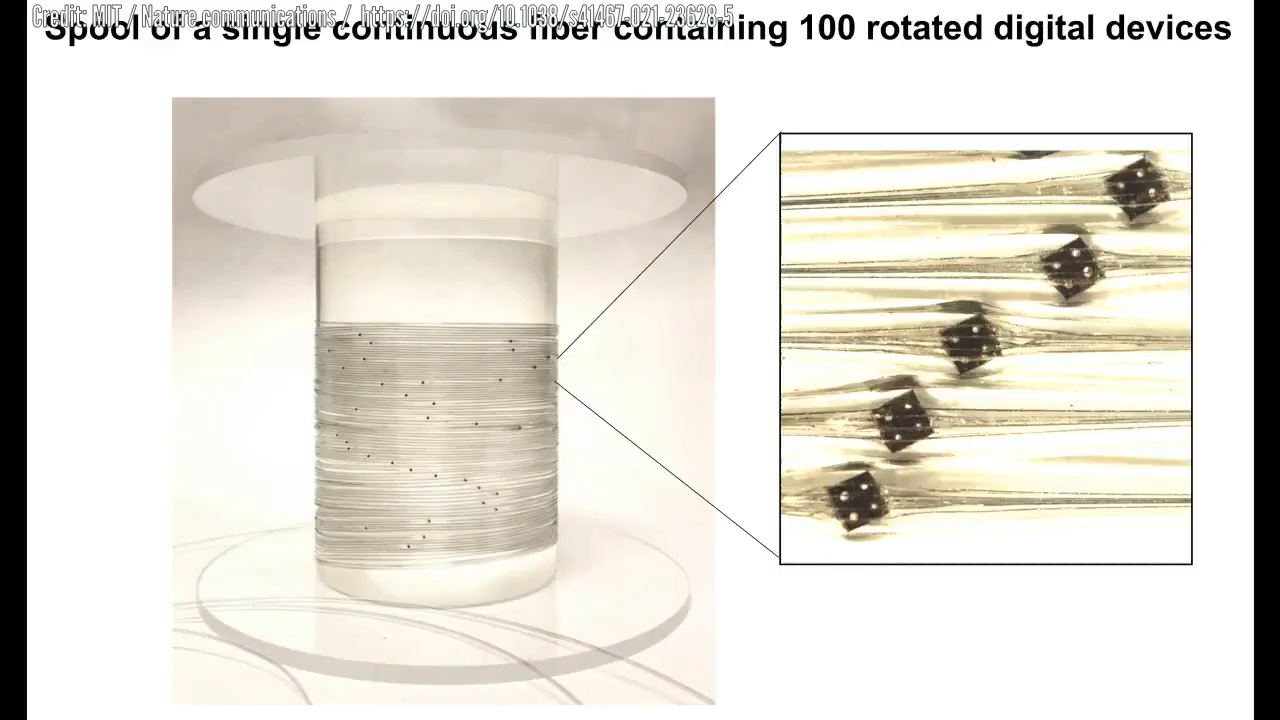 Credit: MIT / Nature communications / https://doi.org/10.1038/s41467-021-23628-5
Spool of a single continuous fiber containing 100 rotated digital devices